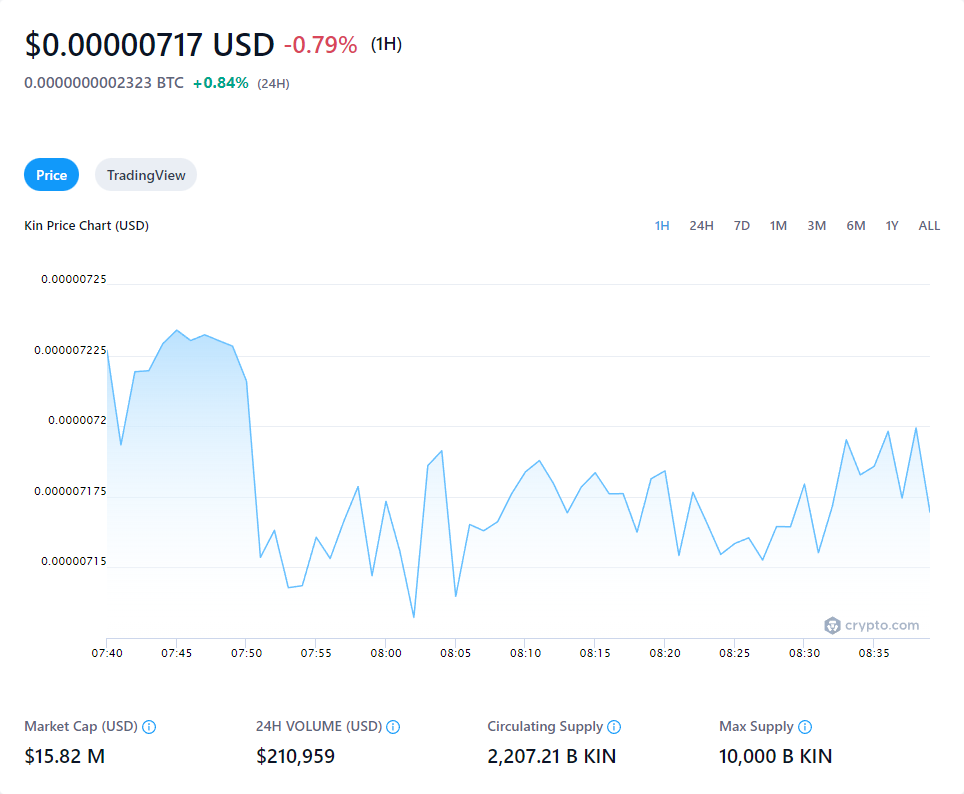 $0.00000717 USD -0.79% (1H)
0.0000000002323 BTC +0.84% (24H)
Price TradingView
Kin Price Chart (USD) 1H 24H 7D 1M 3M 6M 1Y ALL
0.00000725
0.000007225
0.0000072
0.000007175
0.00000715
crypto.com
07:40 07:45 07:50 07:55 08:00 08:05 08:10 08:15 08:20 08:25 08:30 08:35
Market Cap (USD) 24H VOLUME (USD) Circulating Supply Max Supply
$15.82 M $210,959 2,207.21 B KIN 10,000 B KIN